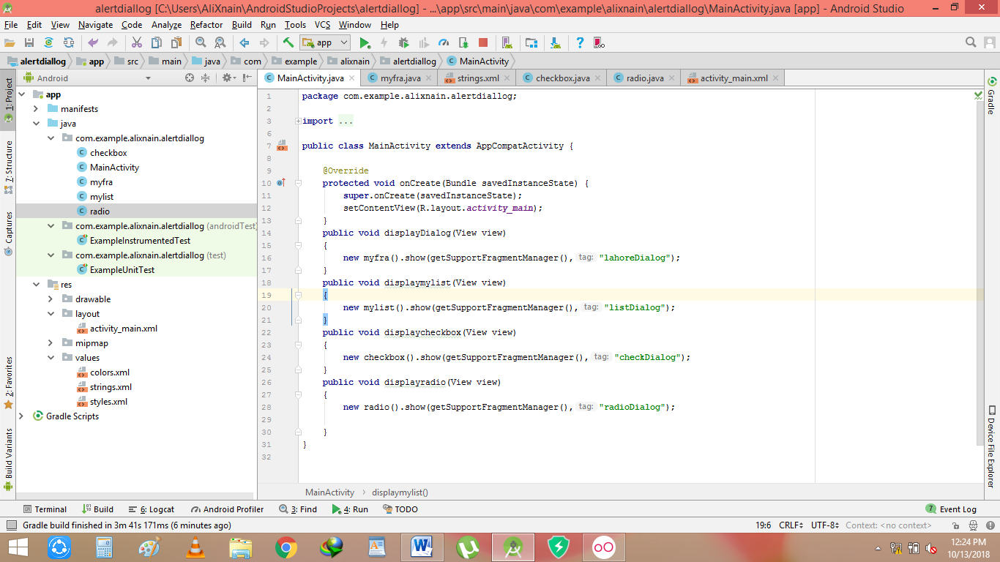 alertdiallog [C:\Users\AliXnain\AndroidStudioProjects\alertdiallog] - ...\app\src\main\java\com\example\alixnain\alertdiallog\MainActivity.java [app] - Android Studio
File Edit View Navigate Code Analyze Refactor Build Run Tools VCS Window Help
app
alertdiallog app src main java com example alixnain alertdiallog MainActivity
Android
MainActivity.java myfra.java strings.xml checkbox.java radio.java activity_main.xml
1: Project
7: Structure
Captures
2: Favorites
Build Variants
app
manifests
java
com.example.alixnain.alertdiallog
checkbox
MainActivity
myfra
mylist
radio
com.example.alixnain.alertdiallog (androidTest)
ExampleInstrumentedTest
com.example.alixnain.alertdiallog (test)
ExampleUnitTest
res
drawable
layout
activity_main.xml
mipmap
values
colors.xml
strings.xml
styles.xml
Gradle Scripts
1 package com.example.alixnain.alertdiallog;
2
3 import ...
6
7 public class MainActivity extends AppCompatActivity {
8
9 @Override
10 protected void onCreate(Bundle savedInstanceState) {
11 super.onCreate(savedInstanceState);
12 setContentView(R.layout.activity_main);
13 }
14 public void displayDialog(View view)
15 {
16 new myfra().show(getSupportFragmentManager(), tag: "lahoreDialog");
17 }
18 public void displaymylist(View view)
19 {
20 new mylist().show(getSupportFragmentManager(), tag: "listDialog");
21 }
22 public void displaycheckbox(View view)
23 {
24 new checkbox().show(getSupportFragmentManager(), tag: "checkDialog");
25 }
26 public void displayradio(View view)
27 {
28 new radio().show(getSupportFragmentManager(), tag: "radioDialog");
29
30 }
31 }
32
Gradle
Device File Explorer
MainActivity displaymylist()
Terminal Build 6: Logcat Android Profiler 3: Find 4: Run TODO 7 Event Log
Gradle build finished in 3m 41s 171ms (6 minutes ago) 19:6 CRLF UTF-8 Context: <no context>
12:24 PM
10/13/2018